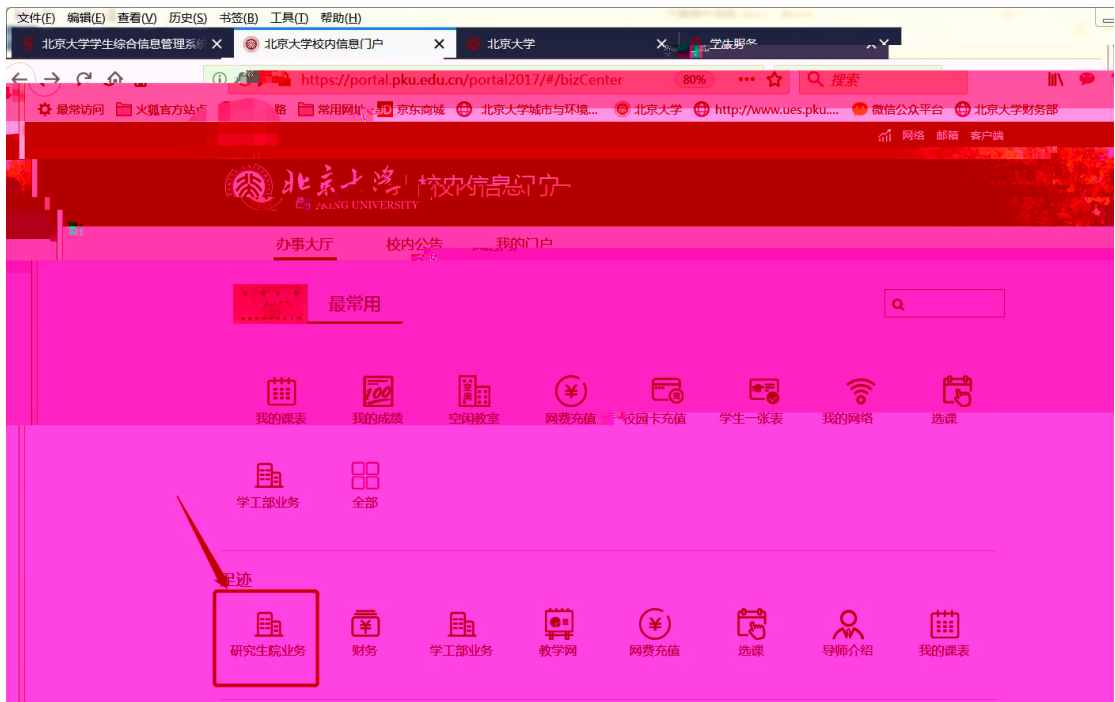 文件(F) 编辑(E) 查看(V) 历史(S) 书签(B) 工具(T) 帮助(H)
北京大学学生综合信息管理系统 北京大学校内信息门户 北京大学
https://portal.pku.edu.cn/portal2017/#/bizCenter 80% 搜索
最常访问 火狐官方站点 常用网址 JD 京东商城 北京大学城市与环境... 北京大学 http://www.ues.pku.... 微信公众平台 北京大学财务部
网络 邮箱 客户端
北京大学 校内信息门户
KING UNIVERSITY
办事大厅 校内公告 我的门户
最常用
我的课表 我的成绩 空闲教室 网费充值 校园卡充值 学生一张表 我的网络 选课
学工部业务 全部
足迹
研究生院业务 财务 学工部业务 教学网 网费充值 选课 导师介绍 我的课表